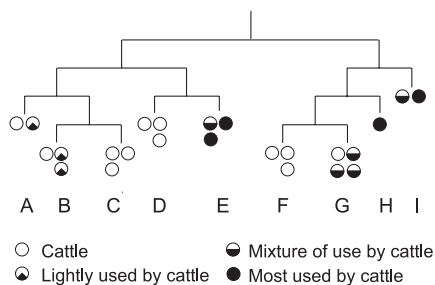 A B C D E F G H I
Cattle
Mixture of use by cattle
Lightly used by cattle
Most used by cattle